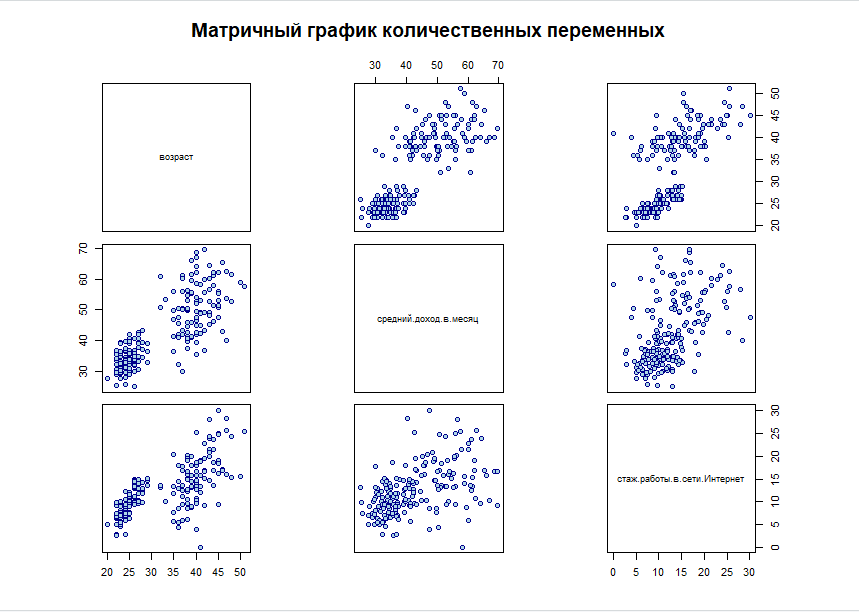 Матричный график количественных переменных
30 40 50 60 70
возраст
20 25 30 35 40 45 50
30 40 50 60 70
средний.доход.в.месяц
стаж.работы.в.сети.Интернет
0 5 10 15 20 25 30
20 25 30 35 40 45 50
0 5 10 15 20 25 30